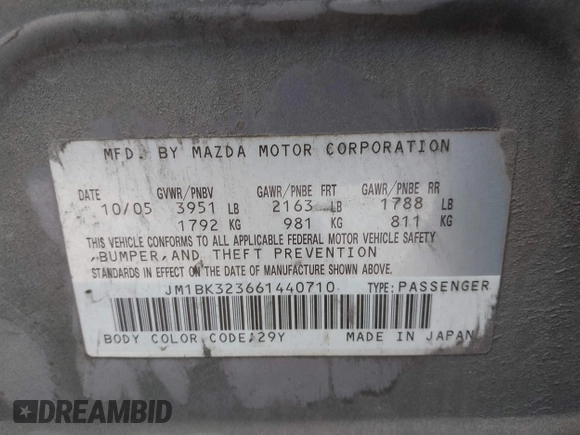 MFD. BY MAZDA MOTOR CORPORATION
DATE GVWR/PNBV GAWR/PNBE FRT GAWR/PNBE RR
10/05 3951 LB 2163 LB 1788 LB
1792 KG 981 KG 811 KG
THIS VEHICLE CONFORMS TO ALL APPLICABLE FEDERAL MOTOR VEHICLE SAFETY
,BUMPER,AND THEFT PREVENTION
STANDARDS IN EFFECT ON THE DATE OF MANUFACTURE SHOWN ABOVE.
JM1BK323661440710 TYPE:PASSENGER
BODY COLOR CODE:29Y MADE IN JAPAN
DREAMBID